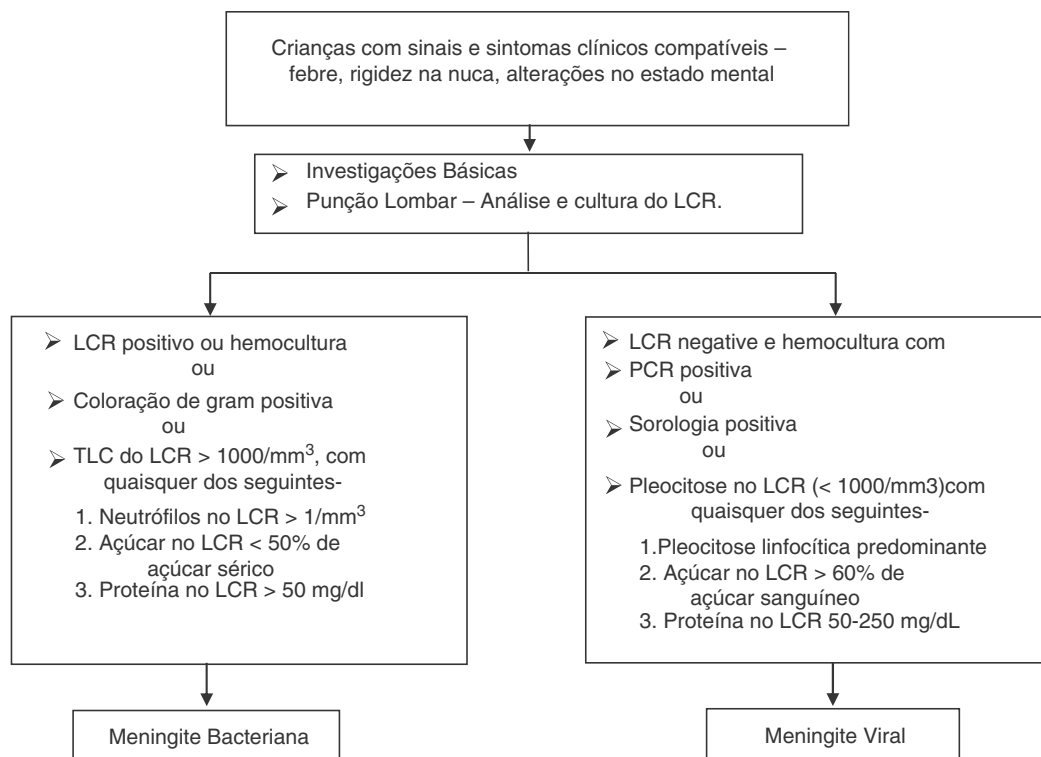 Crianças com sinais e sintomas clínicos compatíveis –
febre, rigidez na nuca, alterações no estado mental
➢ Investigações Básicas
➢ Punção Lombar – Análise e cultura do LCR.
➢ LCR positivo ou hemocultura
ou
➢ Coloração de gram positiva
ou
➢ TLC do LCR > 1000/mm³, com
quaisquer dos seguintes-
1. Neutrófilos no LCR > 1/mm³
2. Açúcar no LCR < 50% de
açúcar sérico
3. Proteína no LCR > 50 mg/dl
Meningite Bacteriana
➢ LCR negative e hemocultura com
➢ PCR positiva
ou
➢ Sorologia positiva
ou
➢ Pleocitose no LCR (< 1000/mm3)com
quaisquer dos seguintes-
1.Pleocitose linfocítica predominante
2. Açúcar no LCR > 60% de
açúcar sanguíneo
3. Proteína no LCR 50-250 mg/dL
Meningite Viral